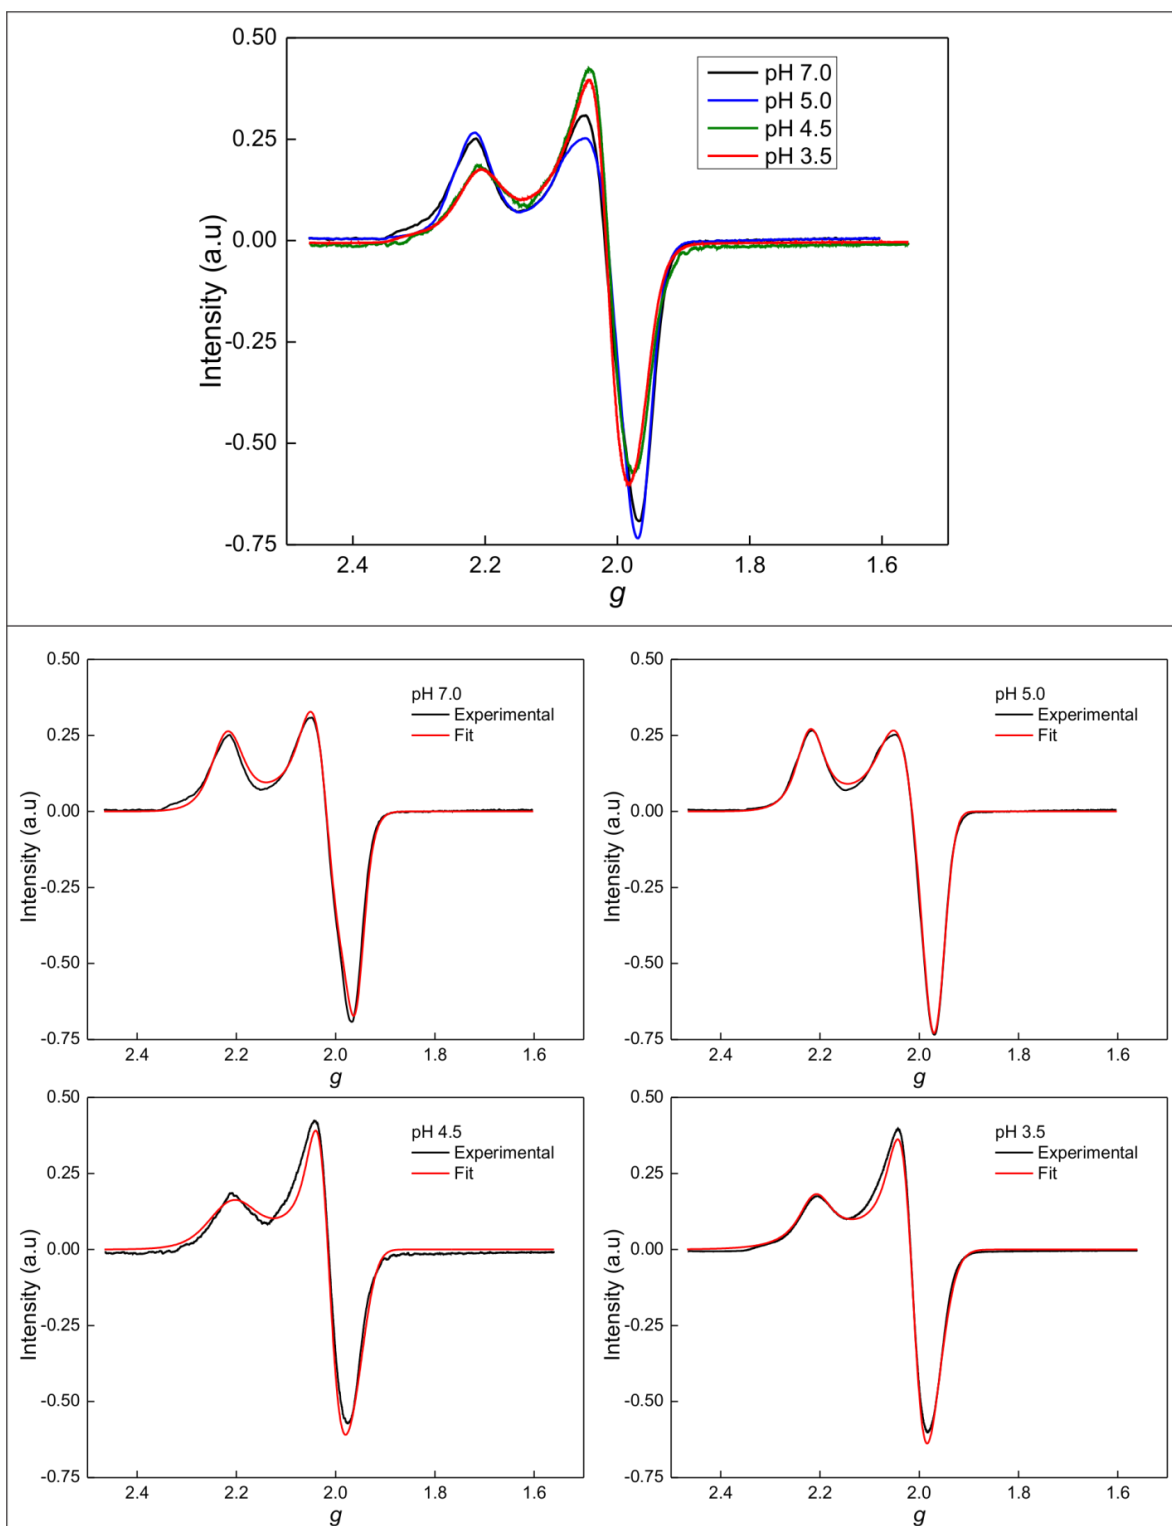 0.50
0.25
0.00
-0.25
-0.50
-0.75
Intensity (a.u)
pH 7.0
pH 5.0
pH 4.5
pH 3.5
2.4 2.2 2.0 1.8 1.6
g
0.50
0.25
0.00
-0.25
-0.50
-0.75
Intensity (a.u)
pH 7.0
Experimental
Fit
2.4 2.2 2.0 1.8 1.6
g
0.50
0.25
0.00
-0.25
-0.50
-0.75
Intensity (a.u)
pH 5.0
Experimental
Fit
2.4 2.2 2.0 1.8 1.6
g
0.50
0.25
0.00
-0.25
-0.50
-0.75
Intensity (a.u)
pH 4.5
Experimental
Fit
2.4 2.2 2.0 1.8 1.6
g
0.50
0.25
0.00
-0.25
-0.50
-0.75
Intensity (a.u)
pH 3.5
Experimental
Fit
2.4 2.2 2.0 1.8 1.6
g